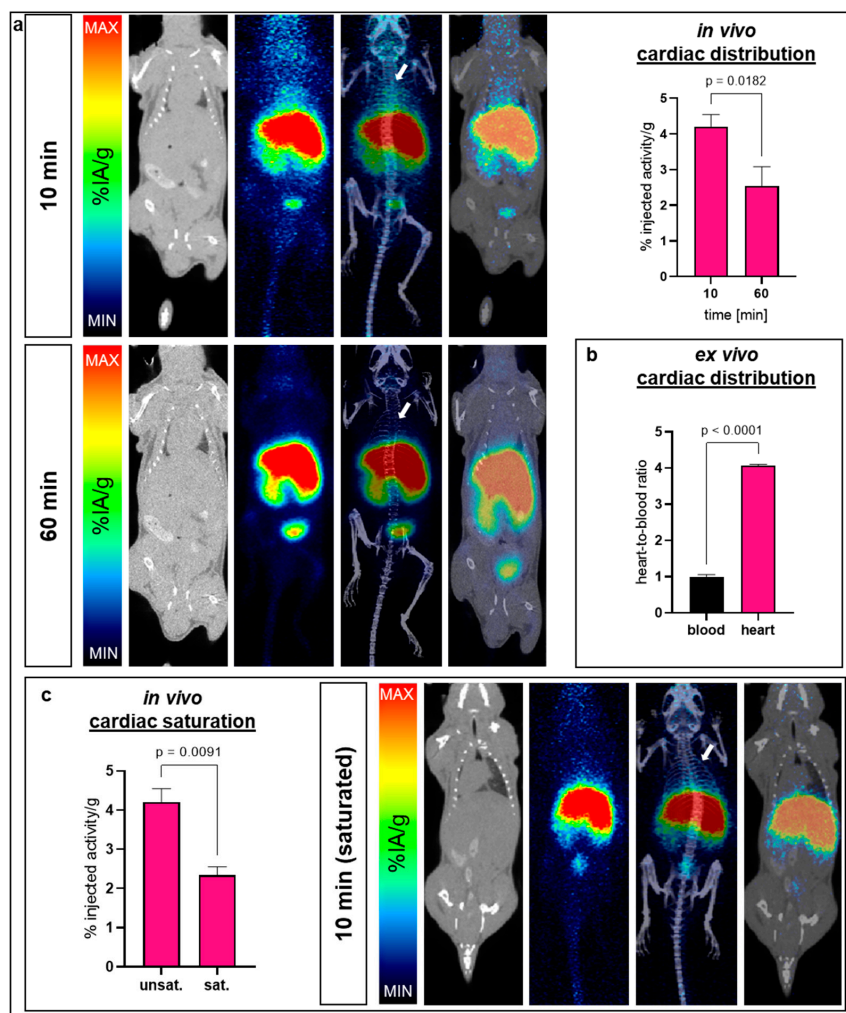 a
10 min
MAX
%IA/g
MIN
in vivo
cardiac distribution
p = 0.0182
% injected activity/g
5
4
3
2
1
0
10 60
time [min]
60 min
MAX
%IA/g
MIN
b
ex vivo
cardiac distribution
p < 0.0001
heart-to-blood ratio
5
4
3
2
1
0
blood heart
c
in vivo
cardiac saturation
p = 0.0091
% injected activity/g
5
4
3
2
1
0
unsat. sat.
10 min (saturated)
MAX
%IA/g
MIN